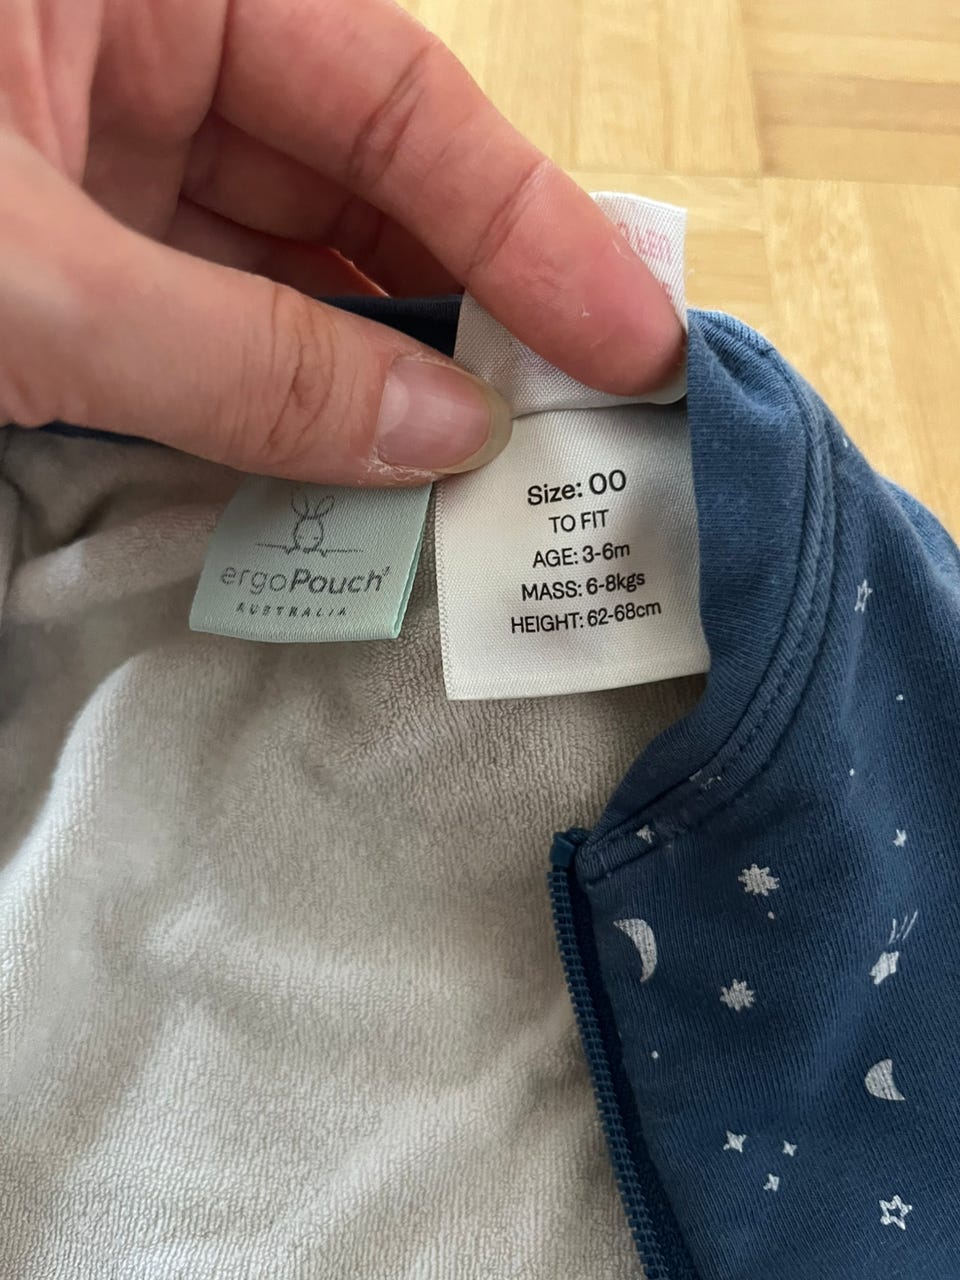 ergoPouch
AUSTRALIA
Size: 00
TO FIT
AGE: 3-6m
MASS: 6-8kgs
HEIGHT: 62-68cm